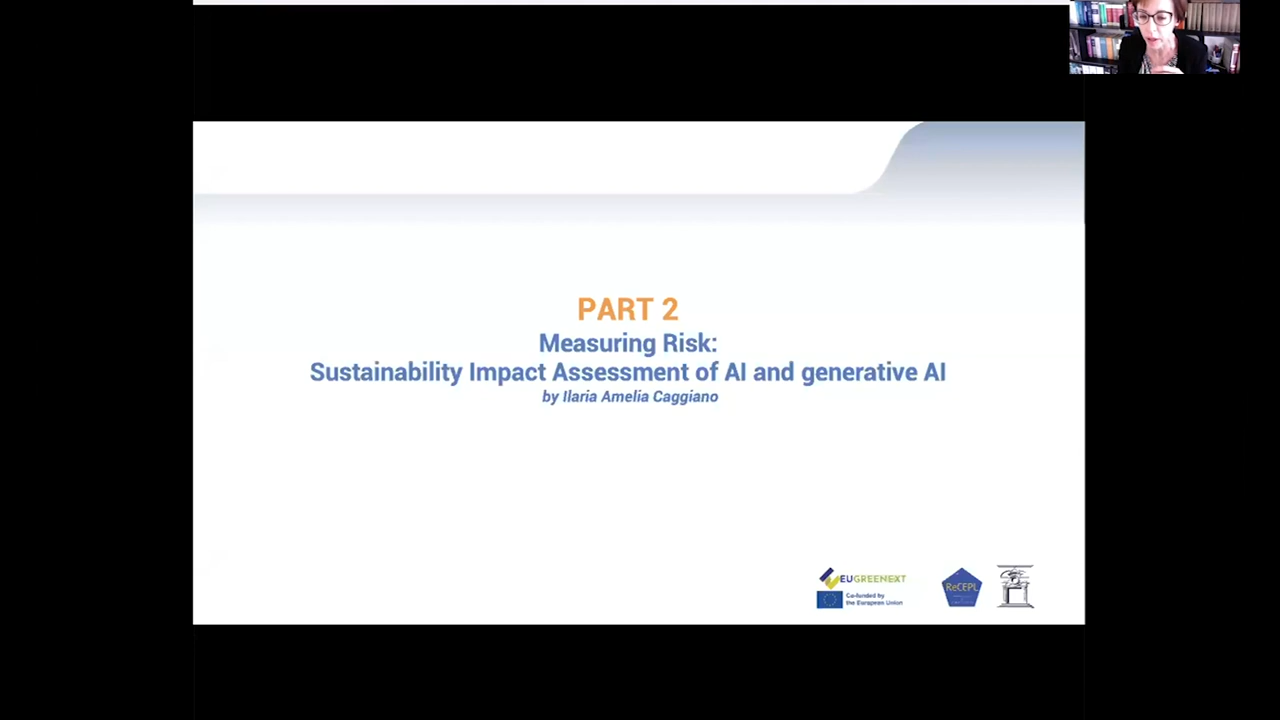 PART 2
Measuring Risk:
Sustainability Impact Assessment of AI and generative AI
by Ilaria Amelia Caggiano
EUGREENEXT
Co-funded by
the European Union
ReCEPL